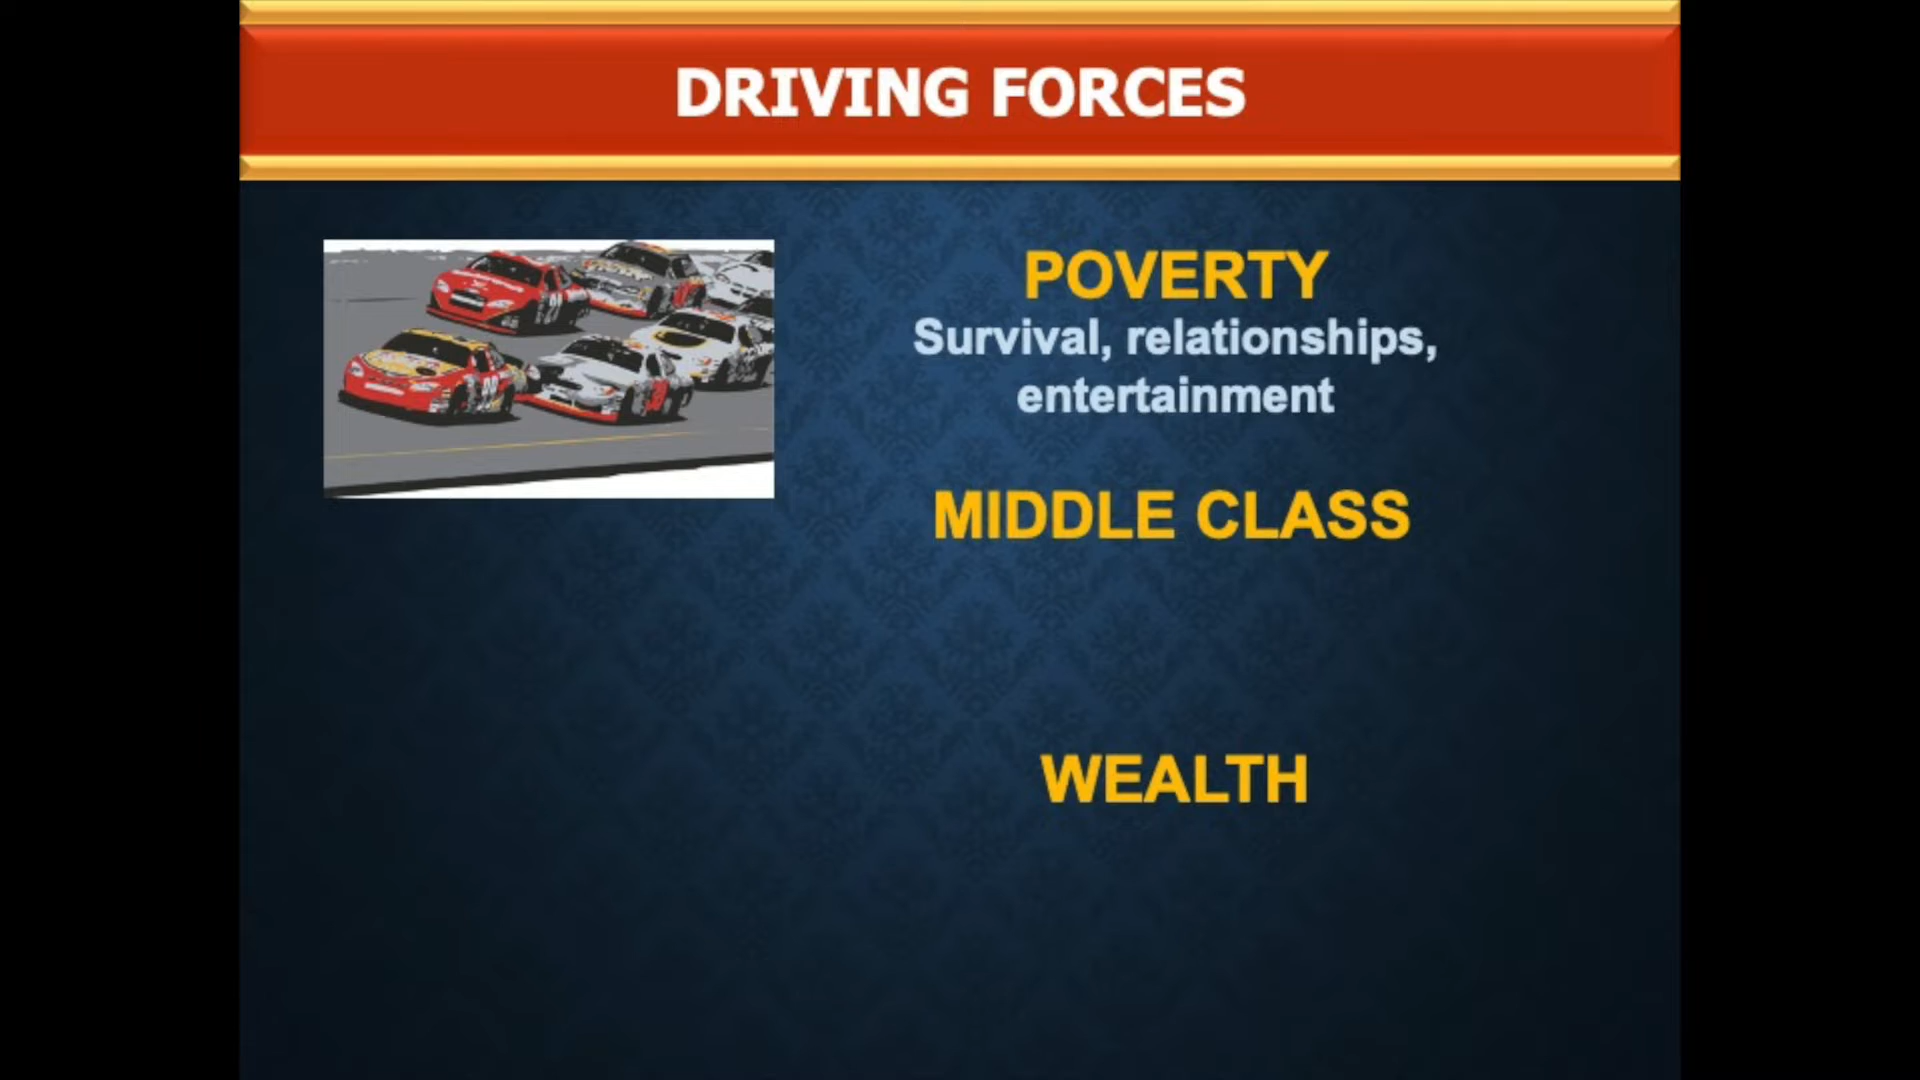 DRIVING FORCES
POVERTY
Survival, relationships,
entertainment
MIDDLE CLASS
WEALTH